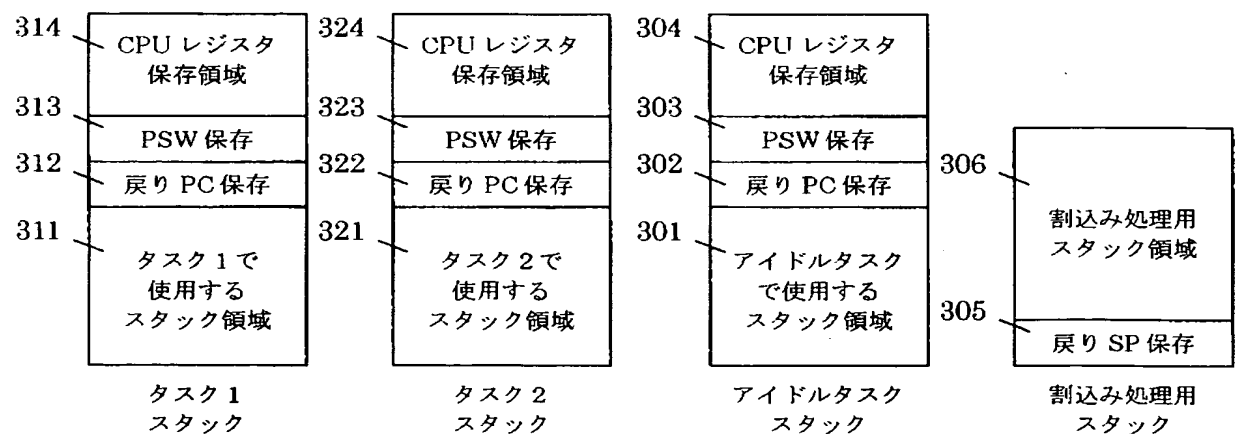 314
CPU レジスタ
保存領域
313
PSW 保存
312
戻り PC 保存
311
タスク 1 で
使用する
スタック領域
タスク 1
スタック
324
CPU レジスタ
保存領域
323
PSW 保存
322
戻り PC 保存
321
タスク 2 で
使用する
スタック領域
タスク 2
スタック
304
CPU レジスタ
保存領域
303
PSW 保存
302
戻り PC 保存
301
アイドルタスク
で使用する
スタック領域
アイドルタスク
スタック
306
割込み処理用
スタック領域
305
戻り SP 保存
割込み処理用
スタック